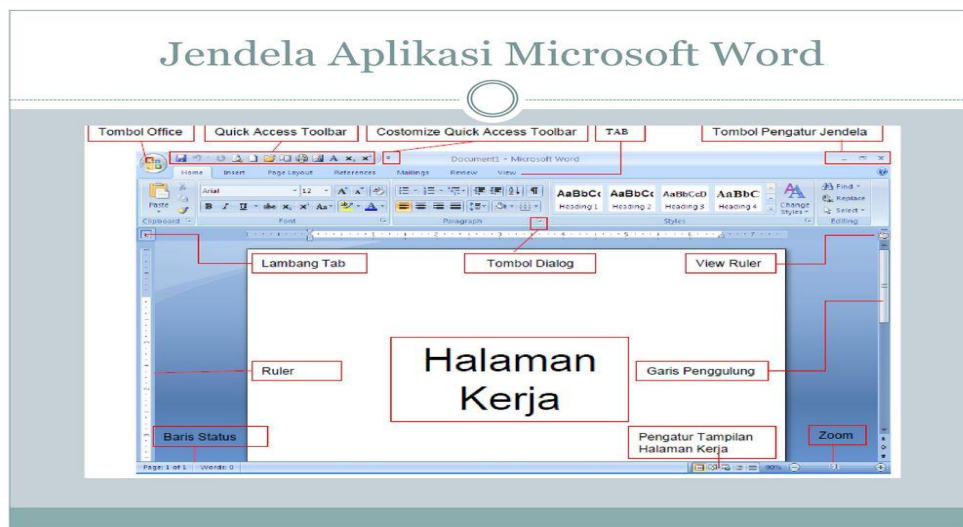 Jendela Aplikasi Microsoft Word
Tombol Office
Quick Access Toolbar
Costomize Quick Access Toolbar
TAB
Tombol Pengatur Jendela
Document1 - Microsoft Word
Home Insert Page Layout References Mailings Review View
Paste
Arial 12
AaBbCc AaBbCc AaBbCcD AaBbC
Heading 1 Heading 2 Heading 3 Heading 4
Change
Styles
Find
Replace
Select
Clipboard Font Paragraph Styles Editing
Lambang Tab
Tombol Dialog
View Ruler
Halaman
Kerja
Ruler
Garis Penggulung
Baris Status
Pengatur Tampilan
Halaman Kerja
Zoom
Page: 1 of 1 Words: 0
90%